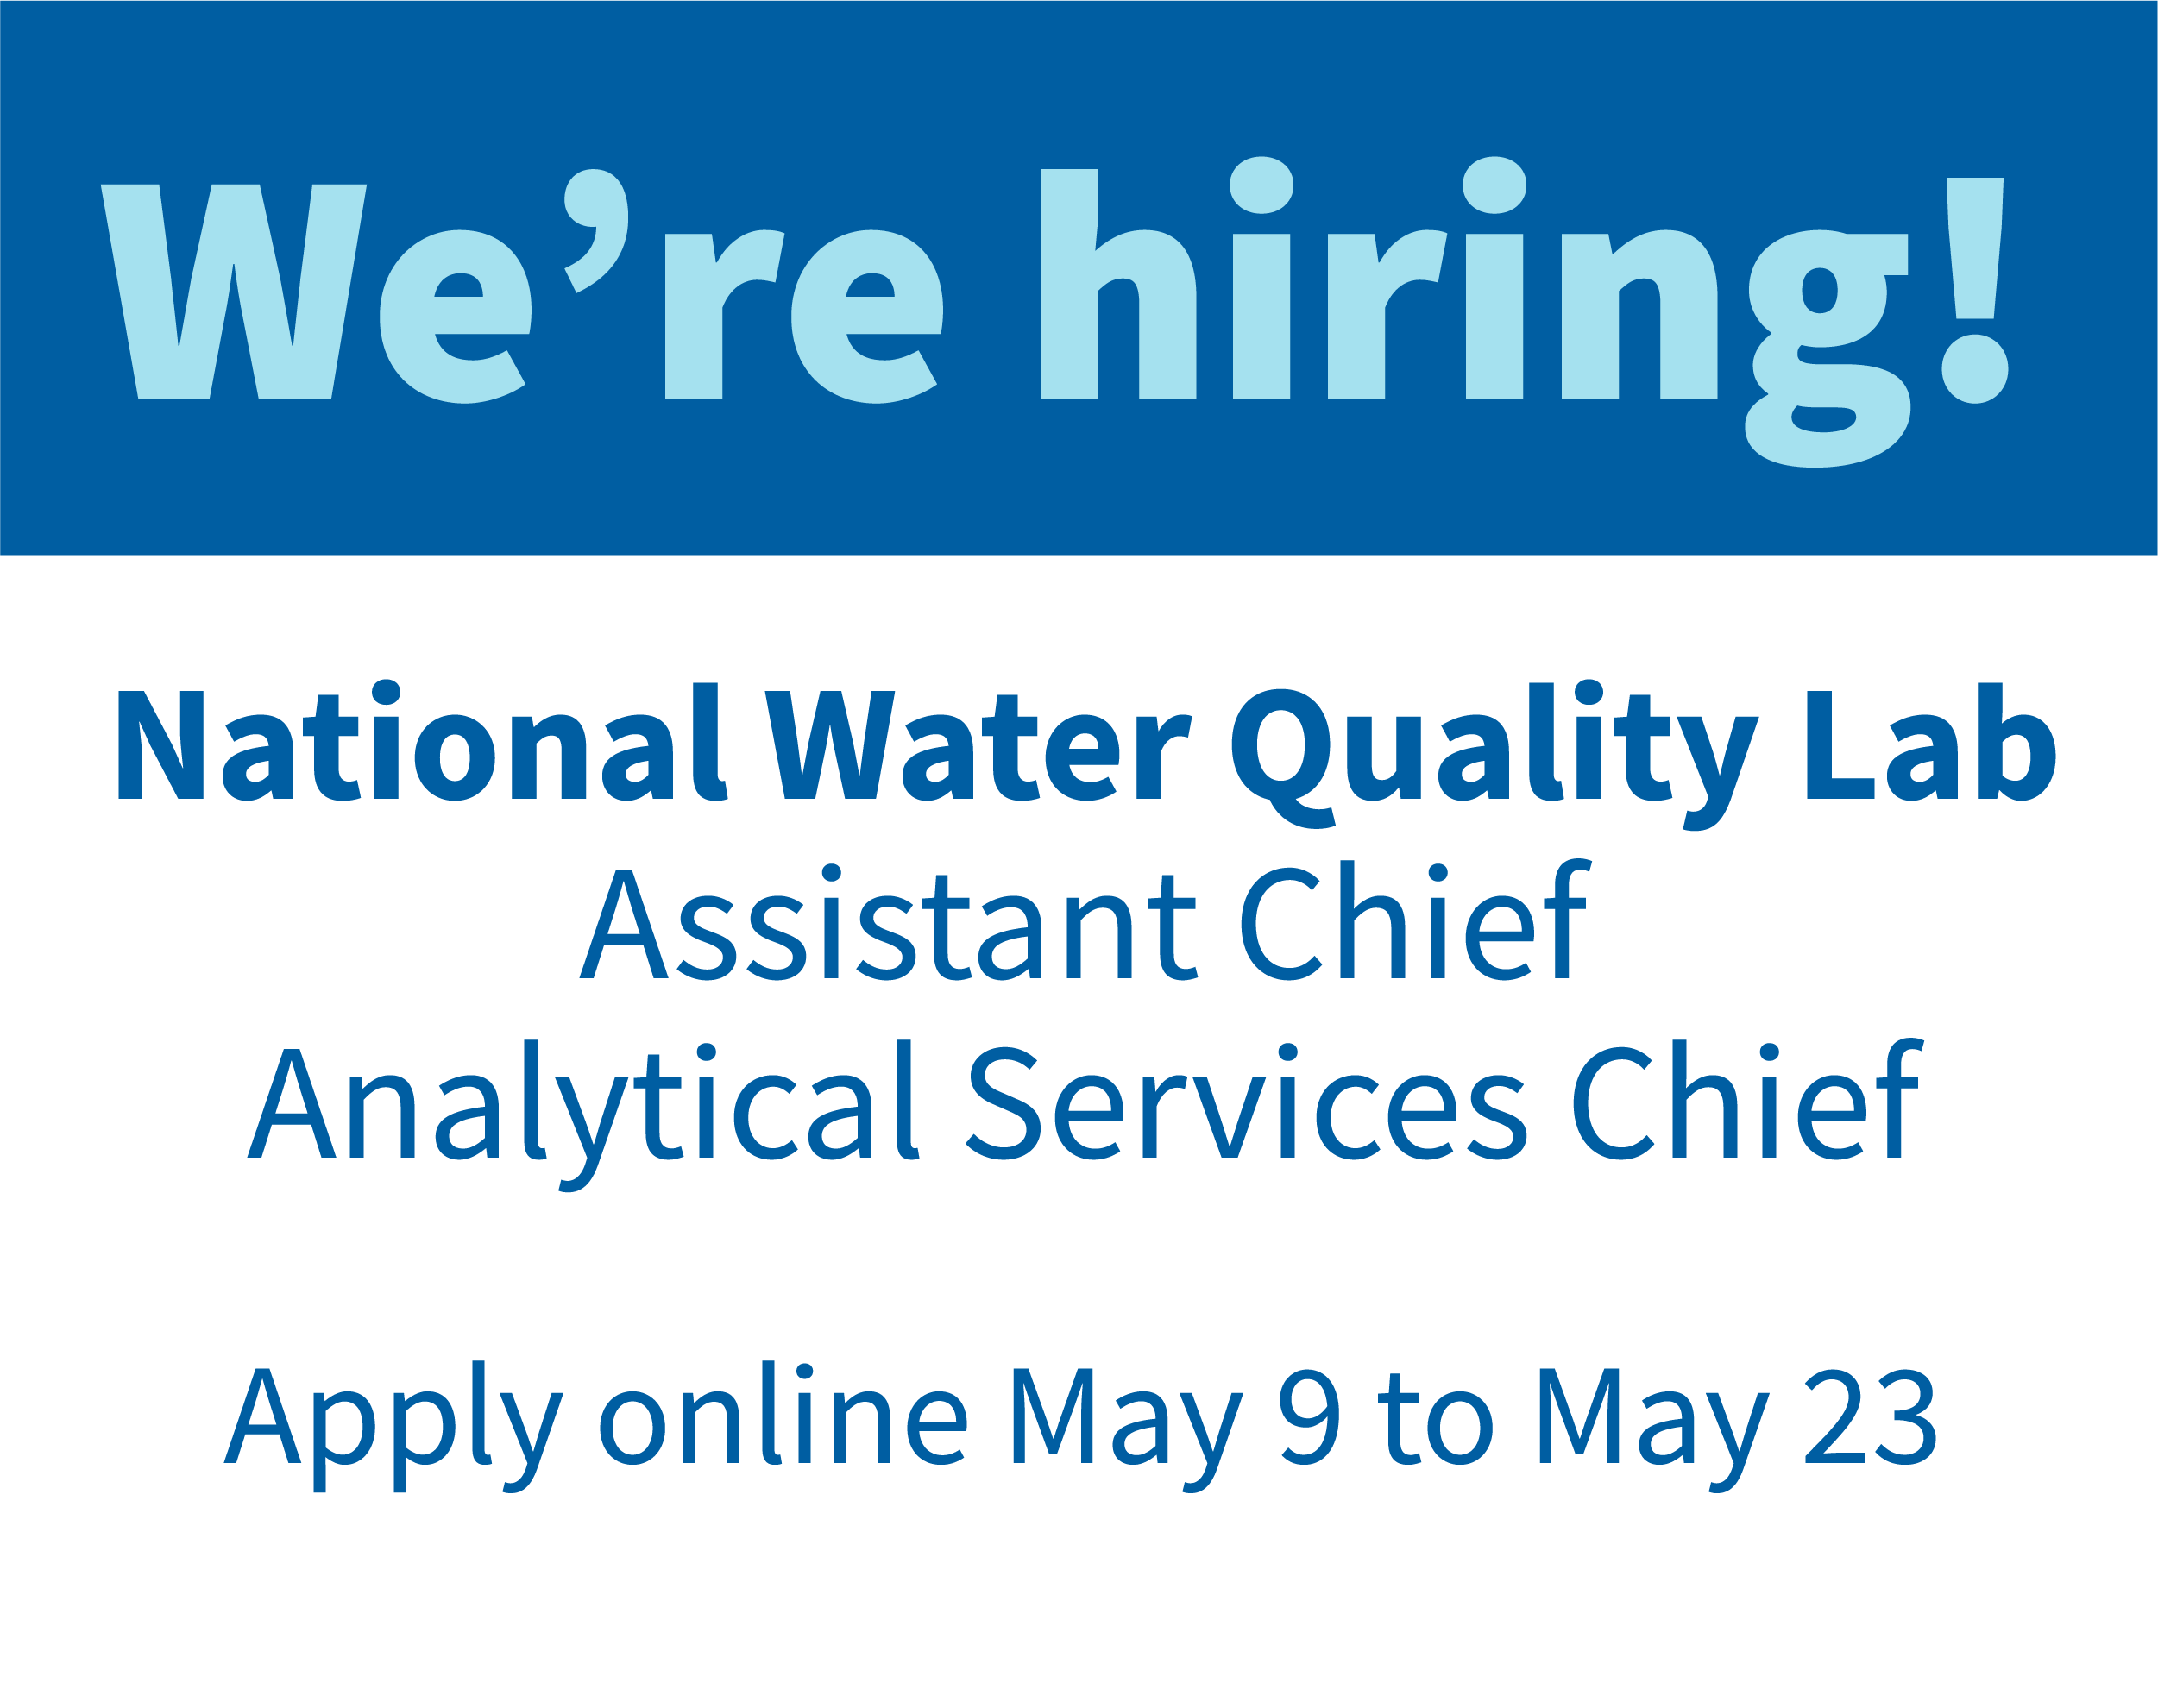 We’re hiring!
National Water Quality Lab
Assistant Chief
Analytical Services Chief
Apply online May 9 to May 23